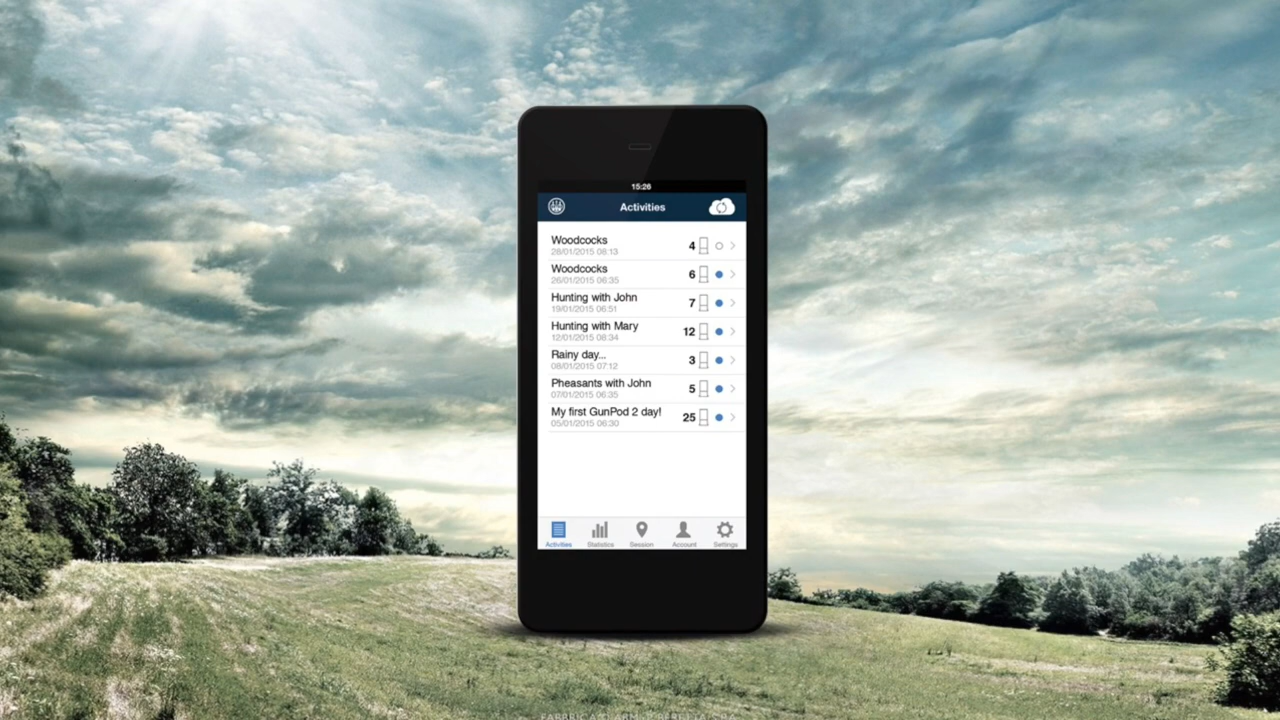 15:26
Activities
Woodcocks
28/01/2015 08:13
4
Woodcocks
26/01/2015 06:35
6
Hunting with John
19/01/2015 06:51
7
Hunting with Mary
12/01/2015 08:34
12
Rainy day...
08/01/2015 07:12
3
Pheasants with John
07/01/2015 06:35
5
My first GunPod 2 day!
05/01/2015 06:30
25
Activities Statistics Session Account Settings